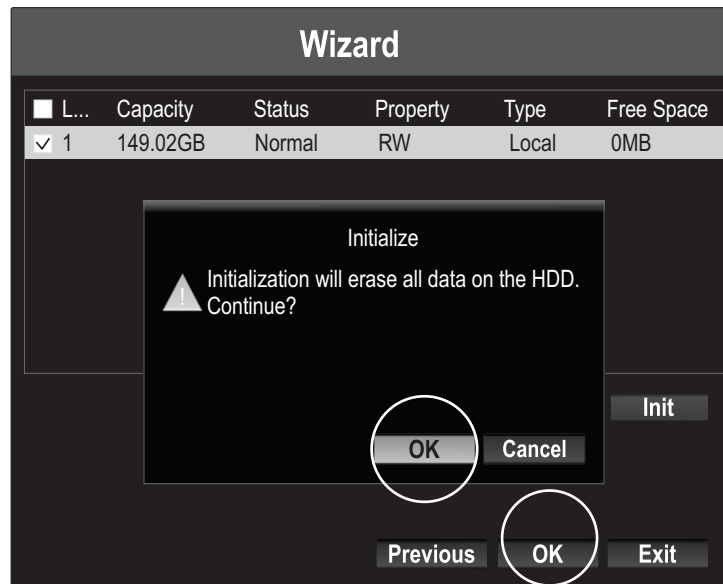 Wizard
L... Capacity Status Property Type Free Space
1 149.02GB Normal RW Local 0MB
Initialize
! Initialization will erase all data on the HDD.
Continue?
Init
OK Cancel
Previous OK Exit